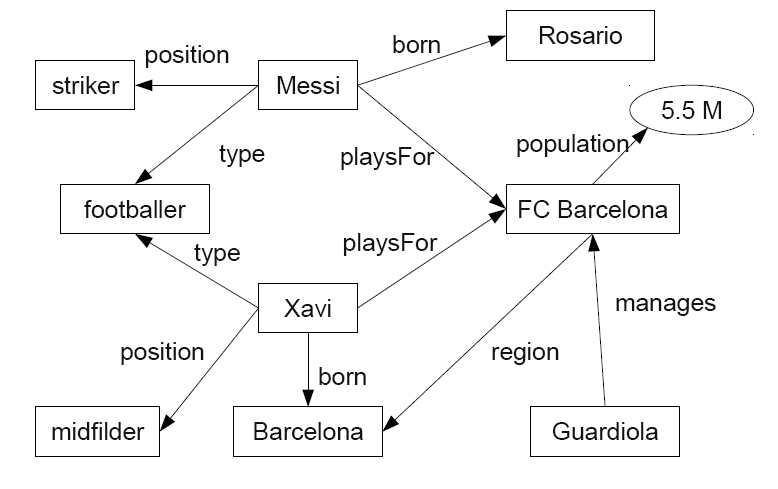 Rosario
born
position
striker
Messi
5.5 M
population
type
playsFor
footballer
FC Barcelona
type
playsFor
Xavi
manages
position
region
born
midfilder
Barcelona
Guardiola